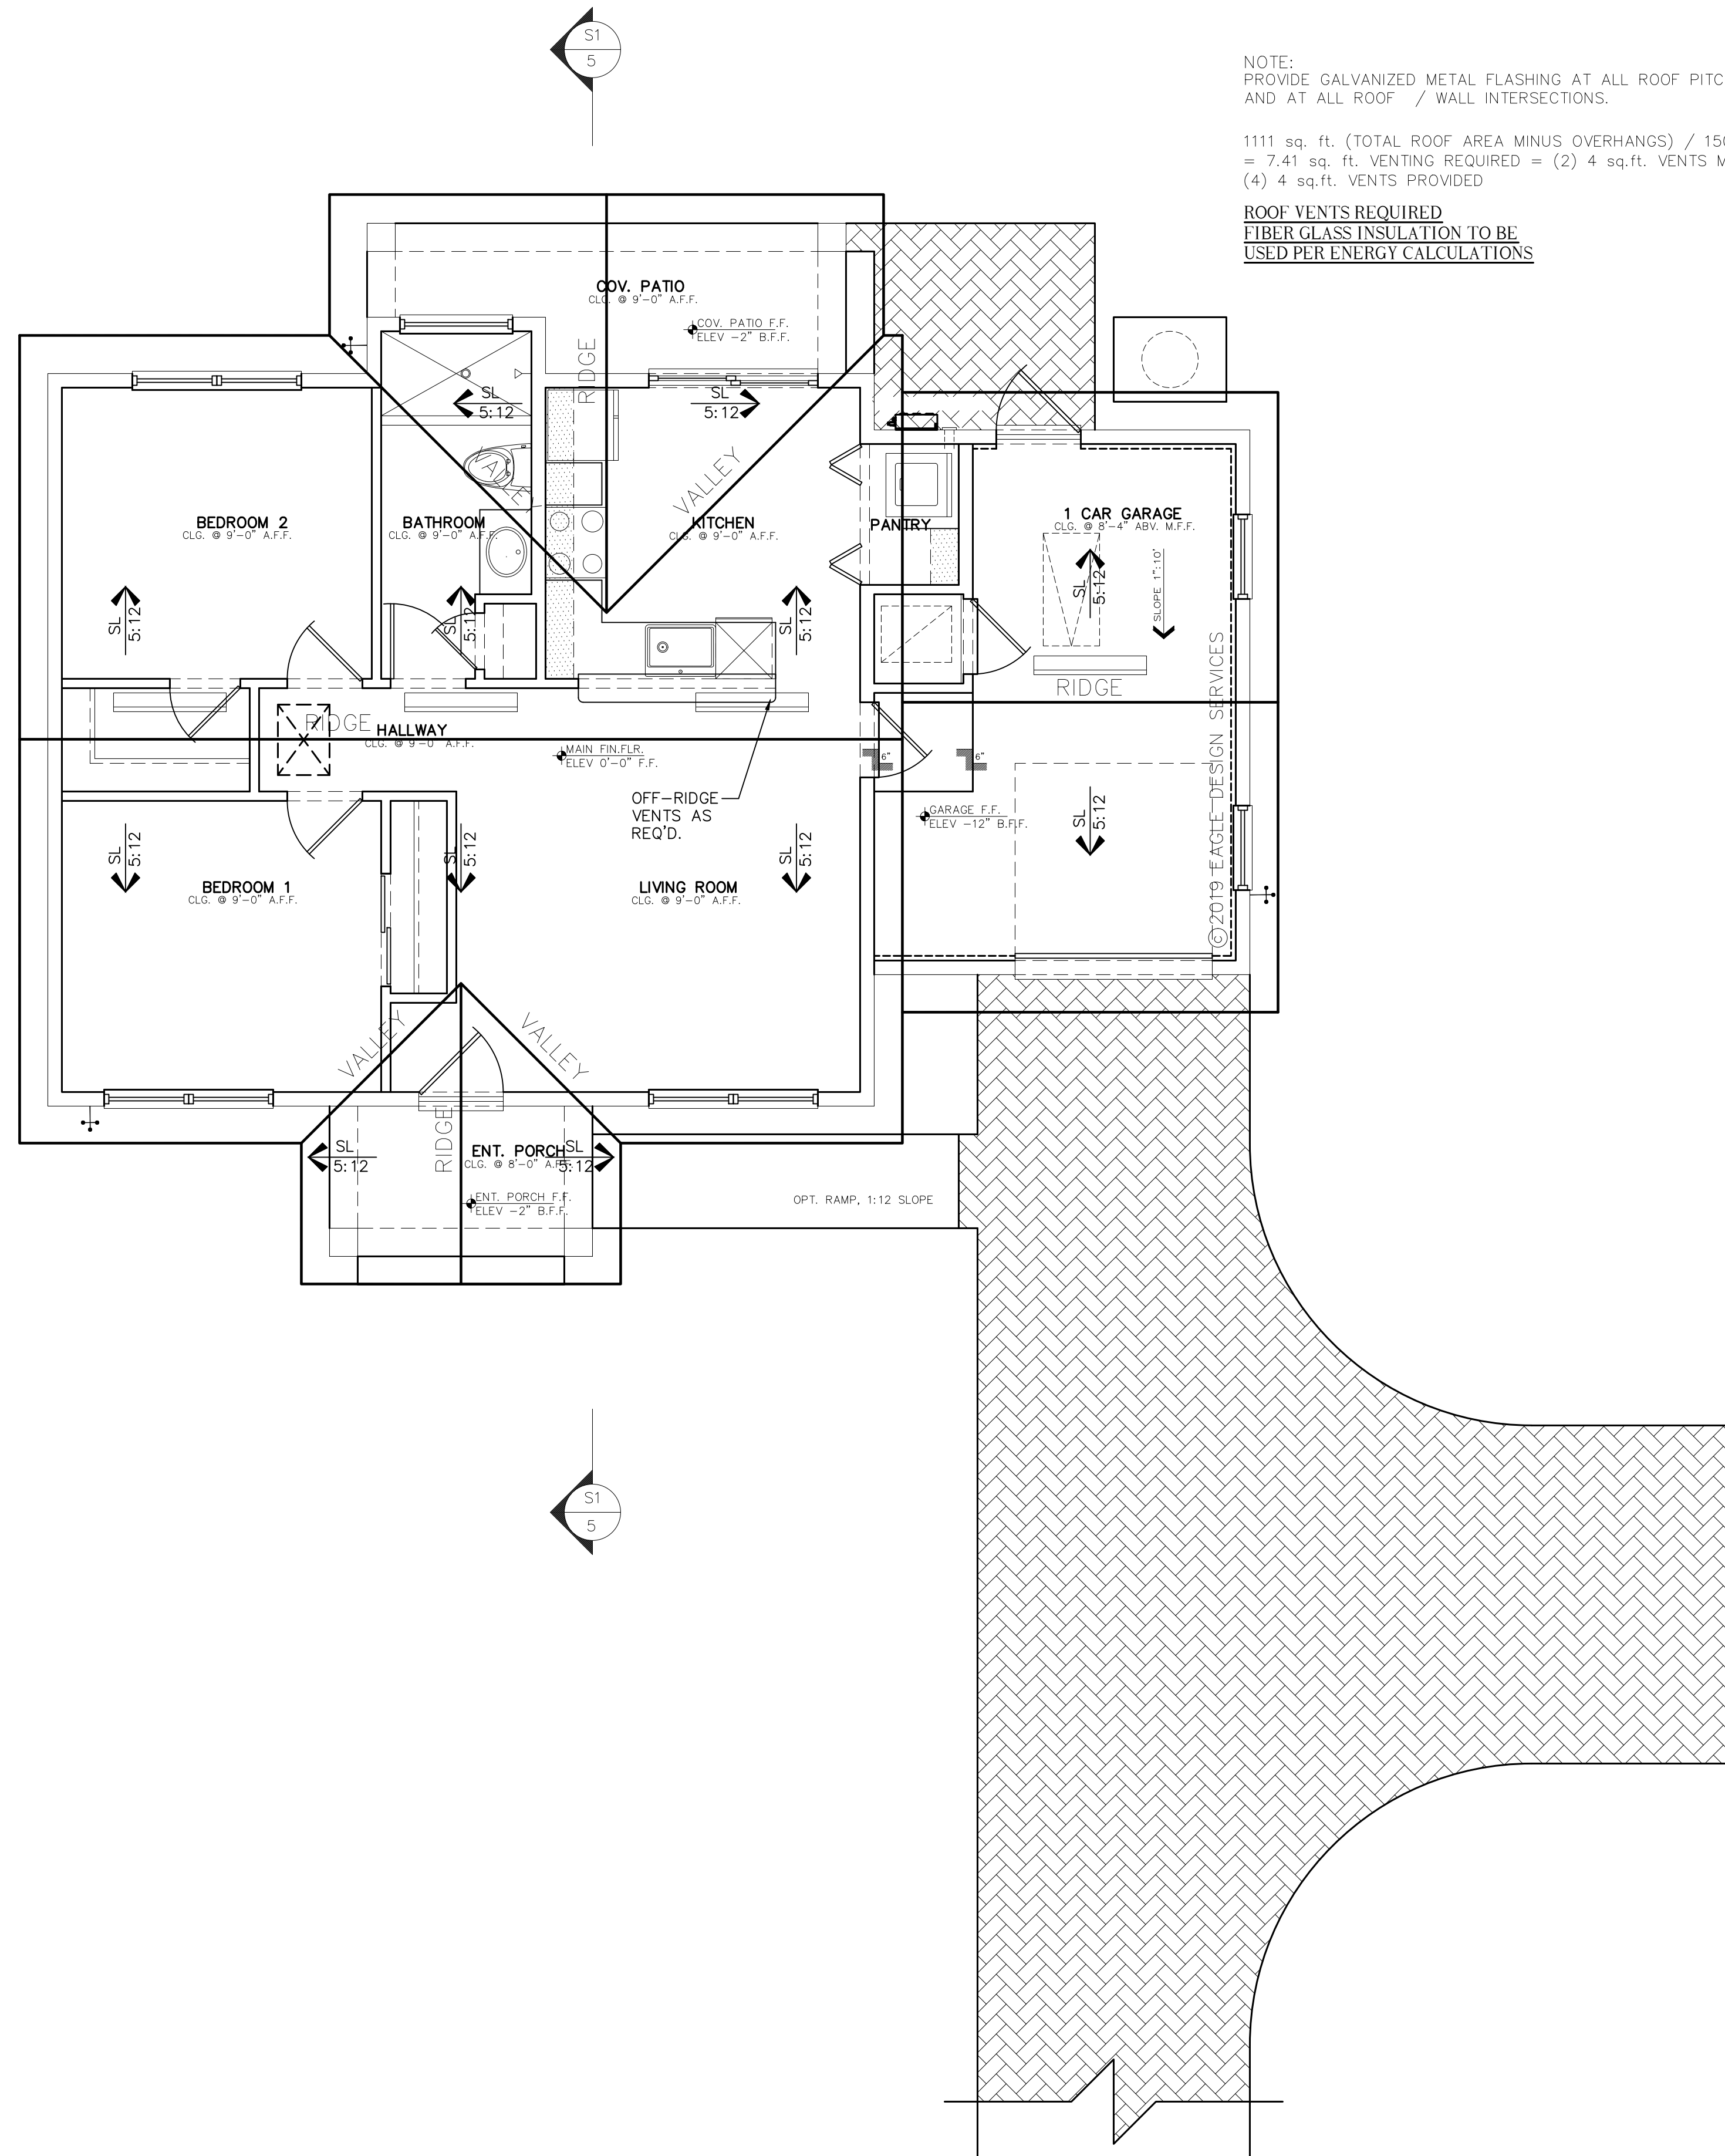 S1
5
NOTE:
PROVIDE GALVANIZED METAL FLASHING AT ALL ROOF
AND AT ALL ROOF / WALL INTERSECTIONS.
1111 sq. ft. (TOTAL ROOF AREA MINUS OVERHANGS) /
= 7.41 sq. ft. VENTING REQUIRED = (2) 4 sq.ft. VENTS
(4) 4 sq.ft. VENTS PROVIDED
ROOF VENTS REQUIRED
FIBER GLASS INSULATION TO BE
USED PER ENERGY CALCULATIONS
COV. PATIO
CLG. @ 9'-0" A.F.F.
COV. PATIO F.F.
ELEV -2" B.F.F.
RIDGE
SL
5:12
SL
5:12
VALLEY
VALLEY
BEDROOM 2
CLG. @ 9'-0" A.F.F.
BATHROOM
CLG. @ 9'-0" A.F.F.
KITCHEN
CLG. @ 9'-0" A.F.F.
PANTRY
1 CAR GARAGE
CLG. @ 8'-4" ABV. M.F.F.
SL
5:12
SL
5:12
SL
5:12
SL
5:12
SLOPE 1":10'
RIDGE
RIDGE
HALLWAY
CLG. @ 9'-0" A.F.F.
MAIN FIN.FLR.
ELEV 0'-0" F.F.
6"
6"
OFF-RIDGE
VENTS AS
REQ'D.
GARAGE F.F.
ELEV -12" B.F.F.
SL
5:12
SL
5:12
SL
5:12
SL
5:12
©2019 EAGLE DESIGN SERVICES
BEDROOM 1
CLG. @ 9'-0" A.F.F.
LIVING ROOM
CLG. @ 9'-0" A.F.F.
VALLEY
VALLEY
RIDGE
SL
5:12
ENT. PORCH
CLG. @ 8'-0" A.F.F.
SL
5:12
ENT. PORCH F.F.
ELEV -2" B.F.F.
OPT. RAMP, 1:12 SLOPE
S1
5